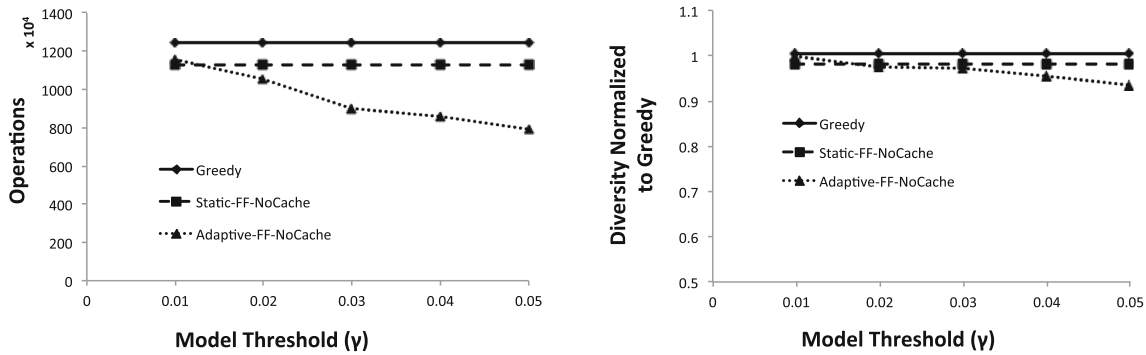 x 10⁴
1400
1200
1000
800
600
400
200
0
Operations
Greedy
Static-FF-NoCache
Adaptive-FF-NoCache
0 0.01 0.02 0.03 0.04 0.05
Model Threshold (γ)
1.1
1
0.9
0.8
0.7
0.6
0.5
Diversity Normalized
to Greedy
Greedy
Static-FF-NoCache
Adaptive-FF-NoCache
0 0.01 0.02 0.03 0.04 0.05
Model Threshold (γ)